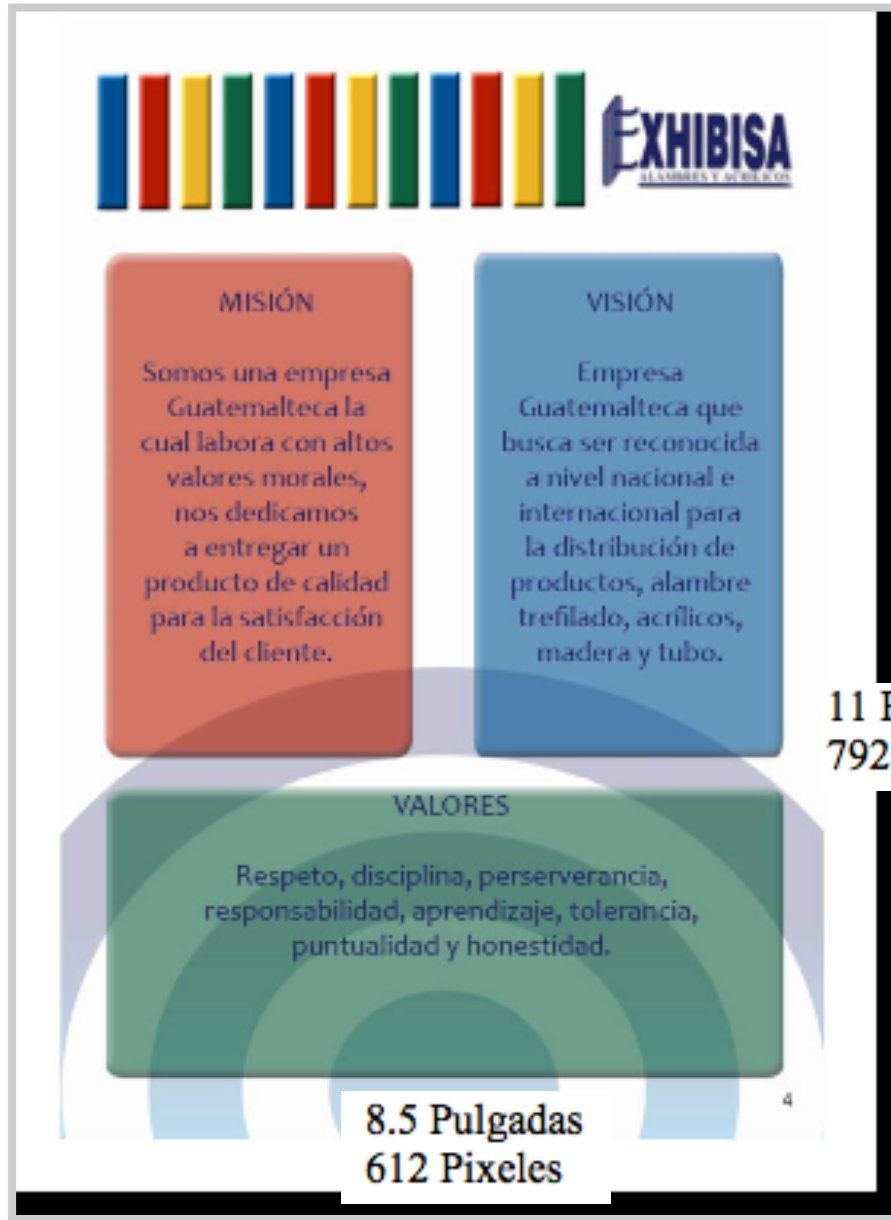 EXHIBISA
ALAMBRES Y ACRILICOS
MISIÓN
Somos una empresa
Guatemalteca la
cual labora con altos
valores morales,
nos dedicamos
a entregar un
producto de calidad
para la satisfacción
del cliente.
VISIÓN
Empresa
Guatemalteca que
busca ser reconocida
a nivel nacional e
internacional para
la distribución de
productos, alambre
trefilado, acrílicos,
madera y tubo.
11
792
VALORES
Respeto, disciplina, perserverancia,
responsabilidad, aprendizaje, tolerancia,
puntualidad y honestidad.
4
8.5 Pulgadas
612 Pixeles